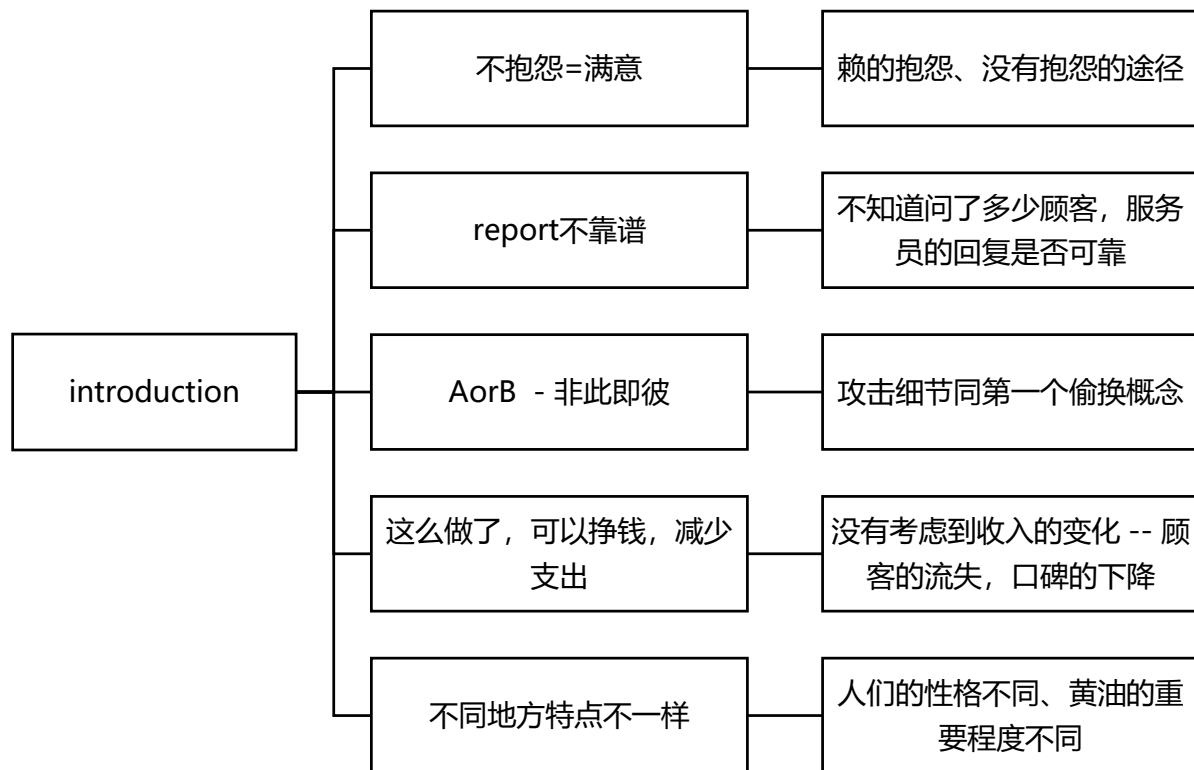 不抱怨=满意
赖的抱怨、没有抱怨的途径
report不靠谱
不知道问了多少顾客，服务
员的回复是否可靠
introduction
AorB - 非此即彼
攻击细节同第一个偷换概念
这么做了，可以挣钱，减少
支出
没有考虑到收入的变化 -- 顾
客的流失，口碑的下降
不同地方特点不一样
人们的性格不同、黄油的重
要程度不同